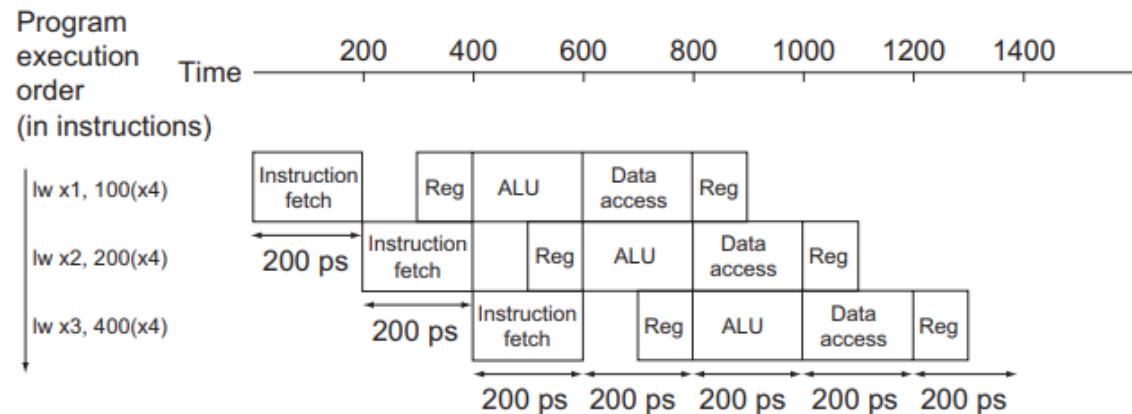 Program
execution
order
(in instructions)
Time
200 400 600 800 1000 1200 1400
lw x1, 100(x4)
Instruction
fetch
Reg
ALU
Data
access
Reg
200 ps
lw x2, 200(x4)
Instruction
fetch
Reg
ALU
Data
access
Reg
200 ps
lw x3, 400(x4)
Instruction
fetch
Reg
ALU
Data
access
Reg
200 ps 200 ps 200 ps 200 ps 200 ps